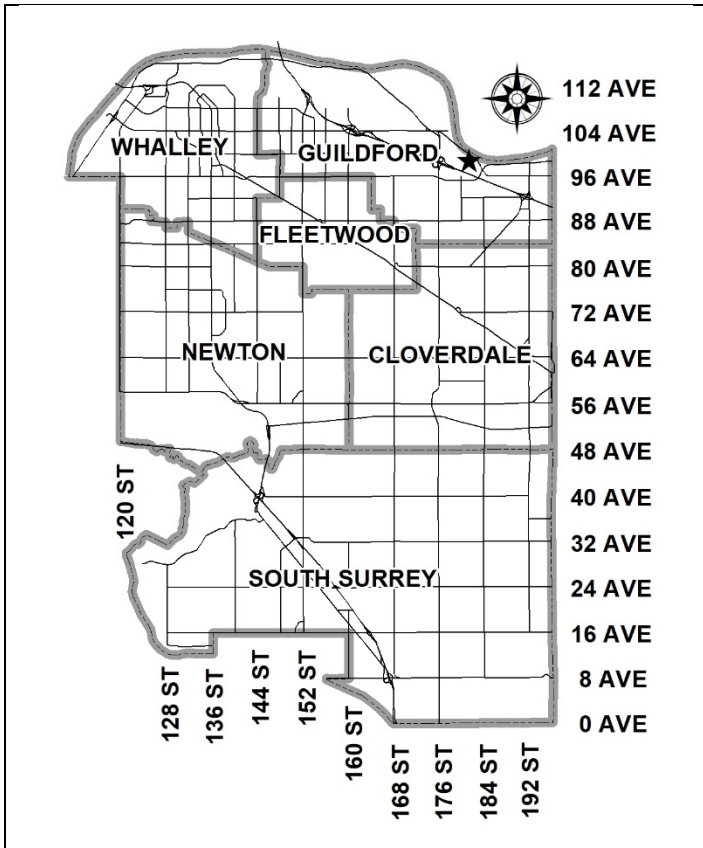 112 AVE
104 AVE
WHALLEY
GUILDFORD
96 AVE
88 AVE
FLEETWOOD
80 AVE
72 AVE
NEWTON
CLOVERDALE
64 AVE
56 AVE
48 AVE
120 ST
40 AVE
32 AVE
SOUTH SURREY
24 AVE
16 AVE
8 AVE
0 AVE
128 ST
136 ST
144 ST
152 ST
160 ST
168 ST
176 ST
184 ST
192 ST